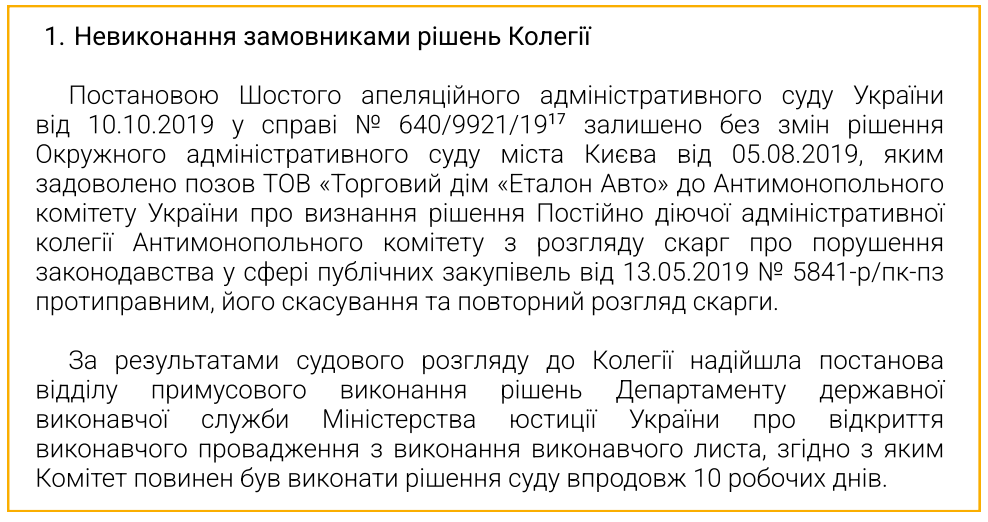 1. Невиконання замовниками рішень Колегії
Постановою Шостого апеляційного адміністративного суду України
від 10.10.2019 у справі № 640/9921/19¹⁷ залишено без змін рішення
Окружного адміністративного суду міста Києва від 05.08.2019, яким
задоволено позов ТОВ «Торговий дім «Еталон Авто» до Антимонопольного
комітету України про визнання рішення Постійно діючої адміністративної
колегії Антимонопольного комітету з розгляду скарг про порушення
законодавства у сфері публічних закупівель від 13.05.2019 № 5841-р/пк-пз
протиправним, його скасування та повторний розгляд скарги.
За результатами судового розгляду до Колегії надійшла постанова
відділу примусового виконання рішень Департаменту державної
виконавчої служби Міністерства юстиції України про відкриття
виконавчого провадження з виконання виконавчого листа, згідно з яким
Комітет повинен був виконати рішення суду впродовж 10 робочих днів.